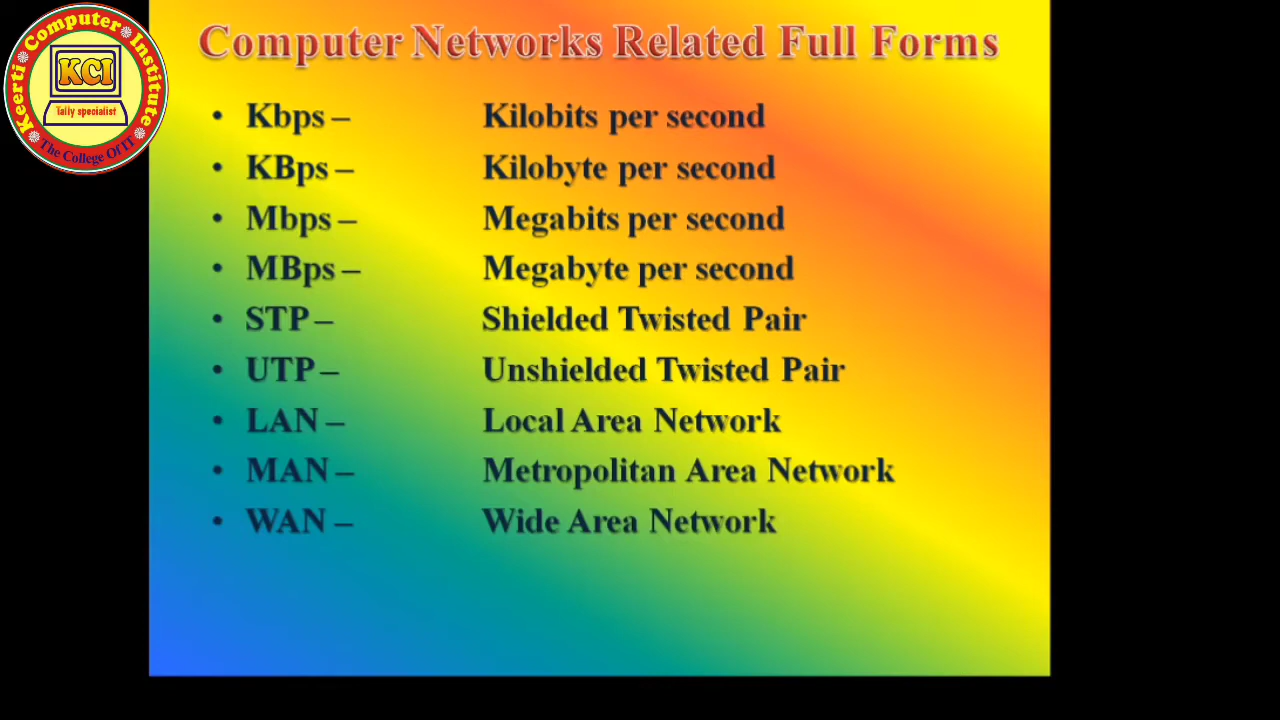 Keerti Computer Institute
KCI
Tally specialist
The College Of IT
Computer Networks Related Full Forms
• Kbps – Kilobits per second
• KBps – Kilobyte per second
• Mbps – Megabits per second
• MBps – Megabyte per second
• STP – Shielded Twisted Pair
• UTP – Unshielded Twisted Pair
• LAN – Local Area Network
• MAN – Metropolitan Area Network
• WAN – Wide Area Network